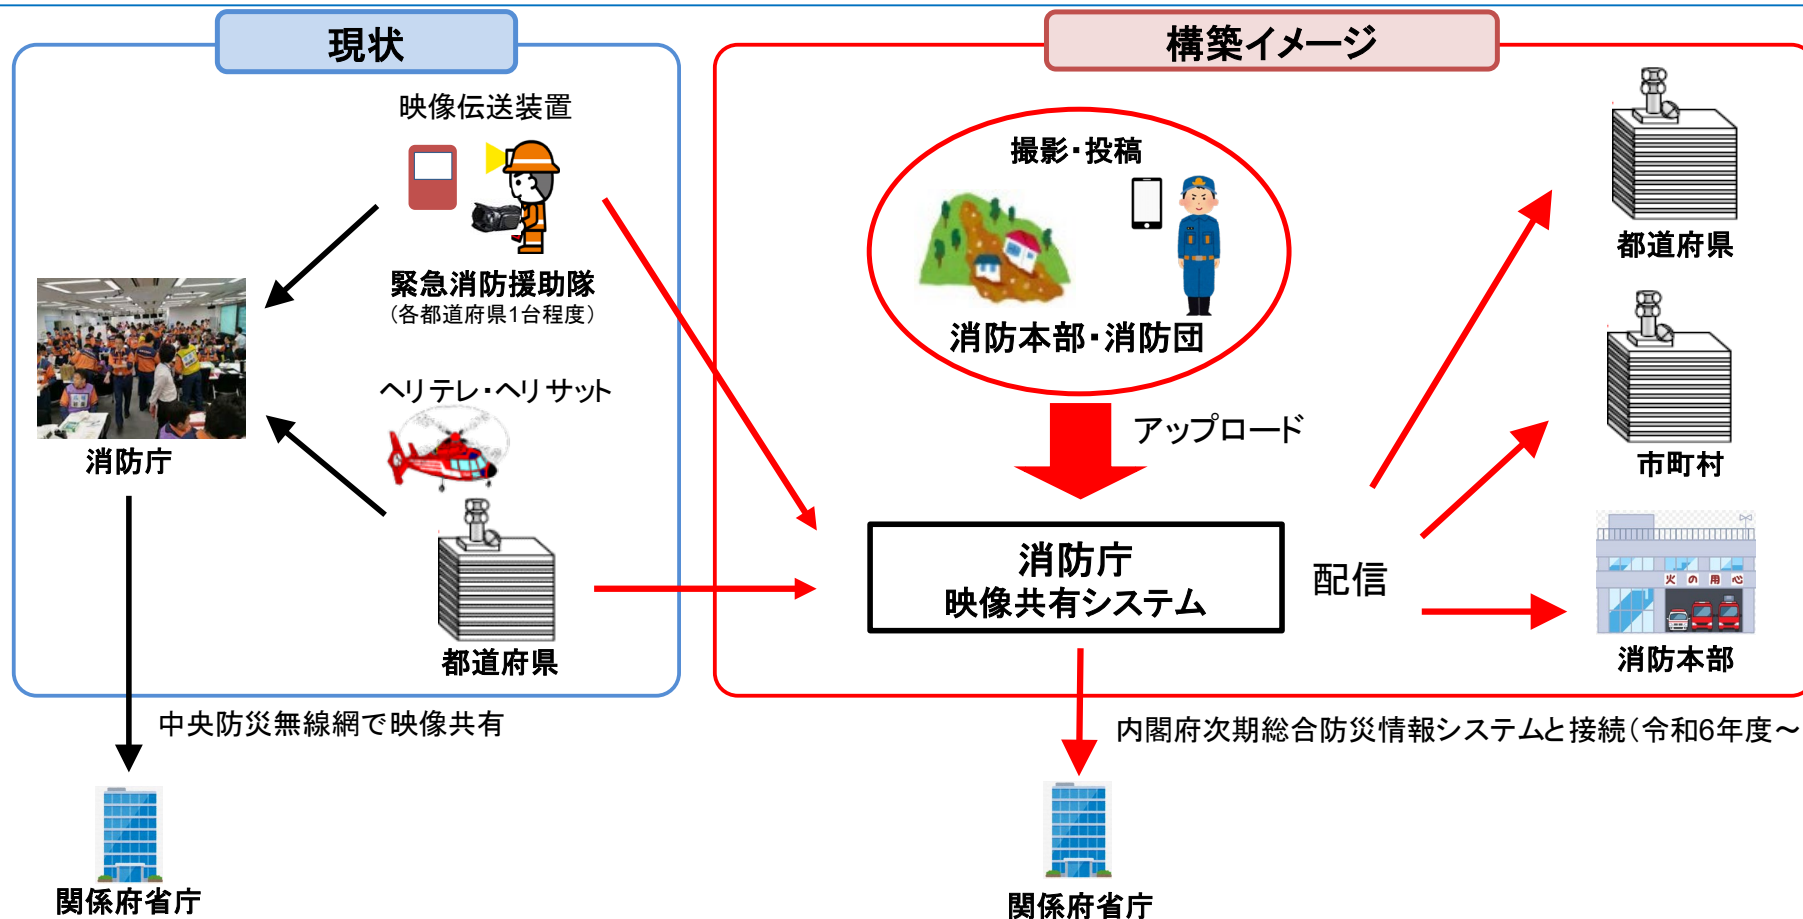 現状
映像伝送装置
緊急消防援助隊
(各都道府県1台程度)
消防庁
ヘリテレ・ヘリサット
都道府県
中央防災無線網で映像共有
関係府省庁
構築イメージ
撮影・投稿
消防本部・消防団
アップロード
消防庁
映像共有システム
配信
都道府県
市町村
火の用心
消防本部
内閣府次期総合防災情報システムと接続(令和6年度～
関係府省庁